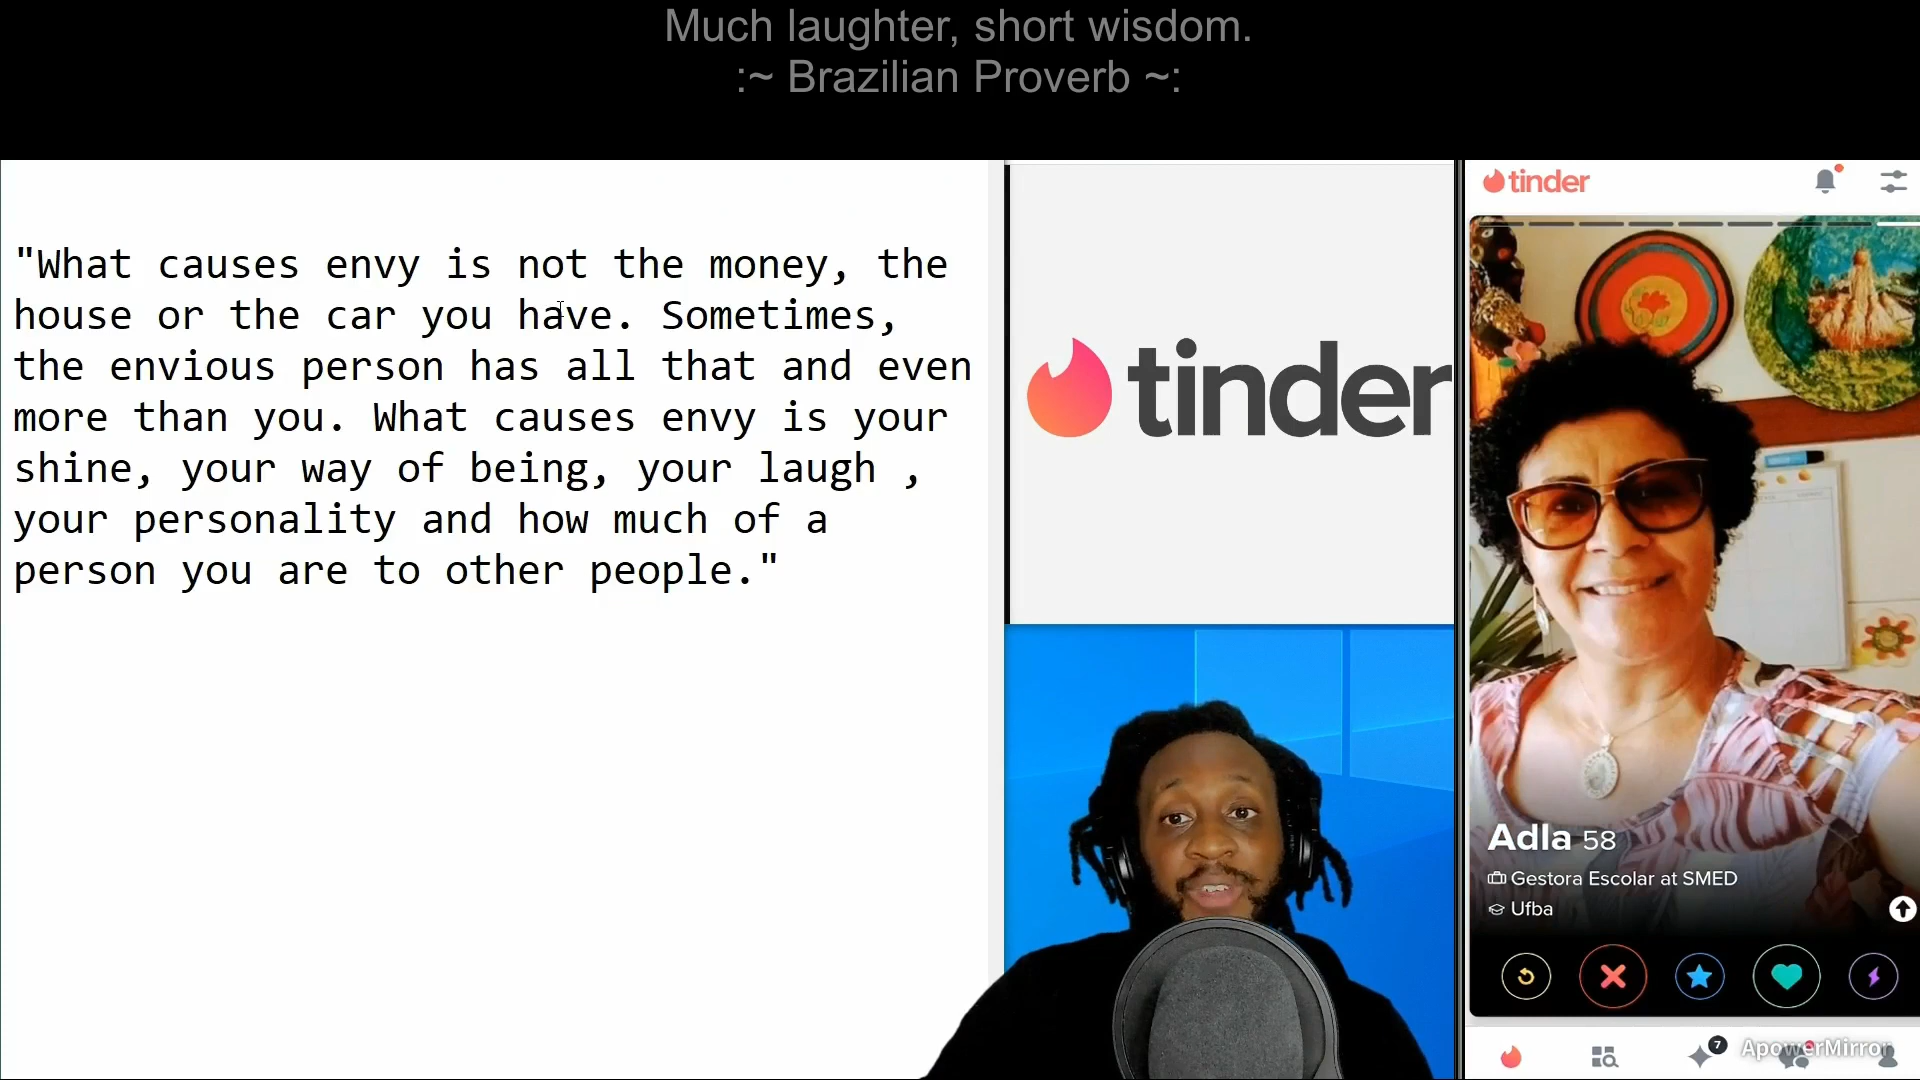 Much laughter, short wisdom.
:~ Brazilian Proverb ~:
"What causes envy is not the money, the
house or the car you have. Sometimes,
the envious person has all that and even
more than you. What causes envy is your
shine, your way of being, your laugh ,
your personality and how much of a
person you are to other people."
tinder
tinder
Adla 58
Gestora Escolar at SMED
Ufba
7
ApowerMirror